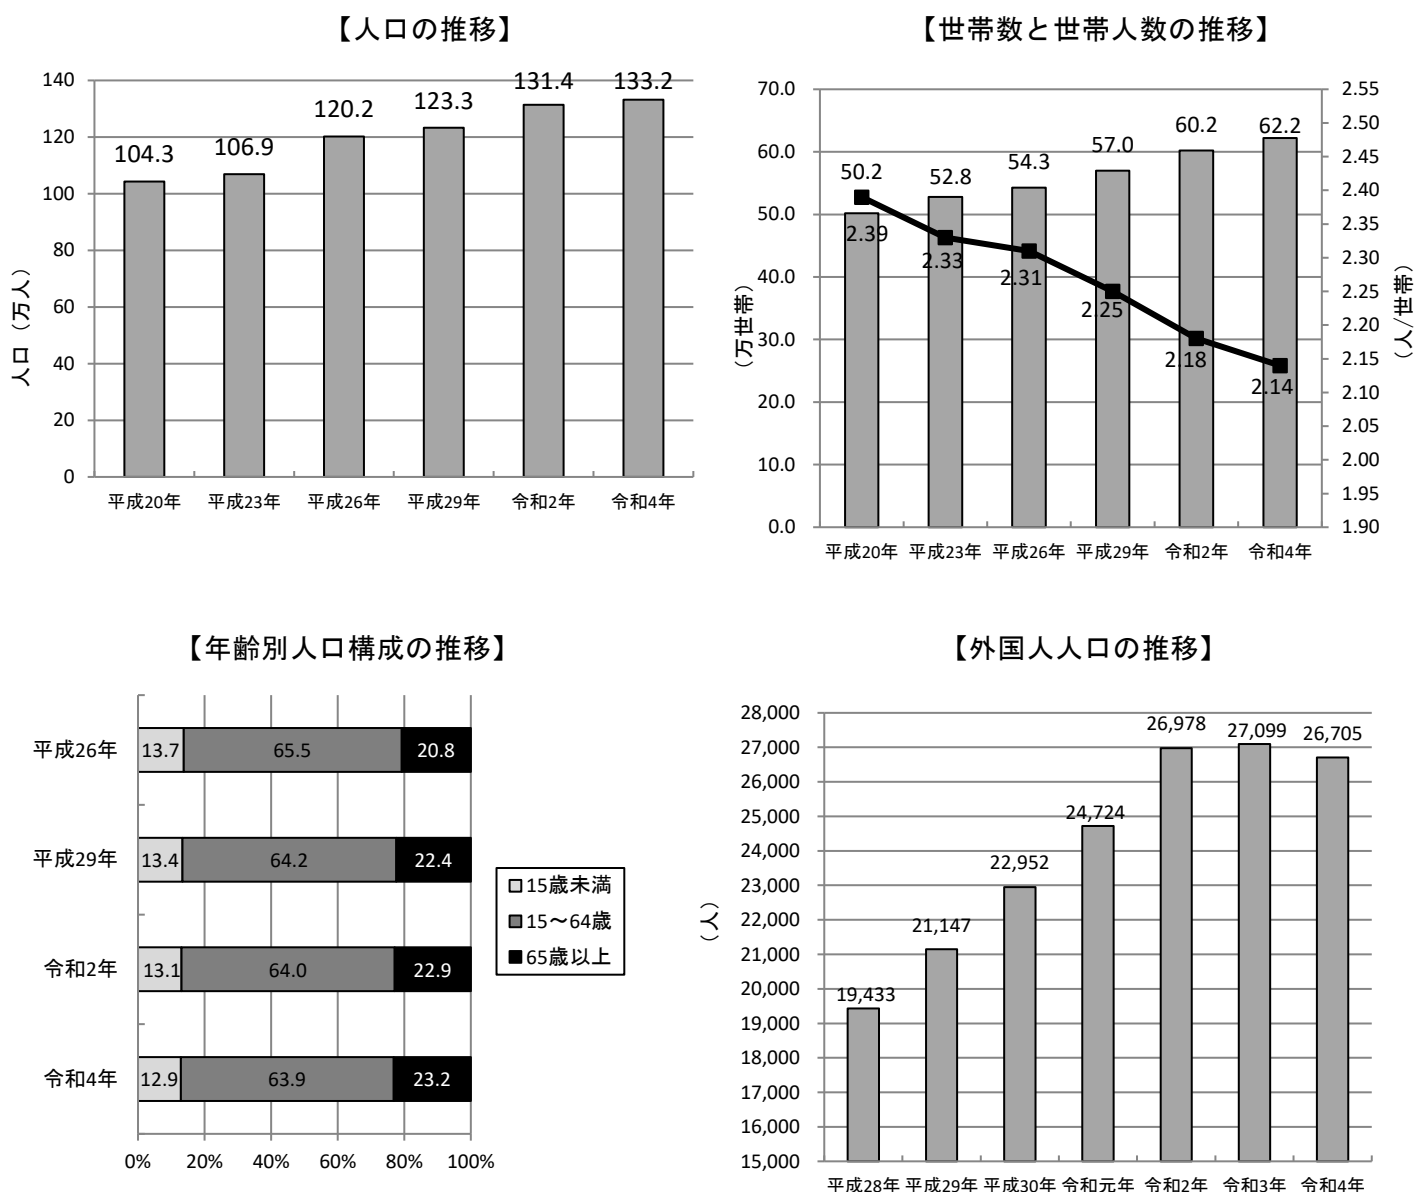 【人口の推移】
140
120
100
80
60
40
20
0
人口（万人）
104.3
106.9
120.2
123.3
131.4
133.2
平成20年
平成23年
平成26年
平成29年
令和2年
令和4年
【世帯数と世帯人数の推移】
70.0
60.0
50.0
40.0
30.0
20.0
10.0
0.0
（万世帯）
50.2
52.8
54.3
57.0
60.2
62.2
2.39
2.33
2.31
2.25
2.18
2.14
2.55
2.50
2.45
2.40
2.35
2.30
2.25
2.20
2.15
2.10
2.05
2.00
1.95
1.90
（人/世帯）
平成20年
平成23年
平成26年
平成29年
令和2年
令和4年
【年齢別人口構成の推移】
平成26年 13.7 65.5 20.8
平成29年 13.4 64.2 22.4
令和2年 13.1 64.0 22.9
令和4年 12.9 63.9 23.2
0% 20% 40% 60% 80% 100%
15歳未満
15～64歳
65歳以上
【外国人人口の推移】
28,000
27,000
26,000
25,000
24,000
23,000
22,000
21,000
20,000
19,000
18,000
17,000
16,000
15,000
（人）
19,433
21,147
22,952
24,724
26,978
27,099
26,705
平成28年 平成29年 平成30年 令和元年 令和2年 令和3年 令和4年